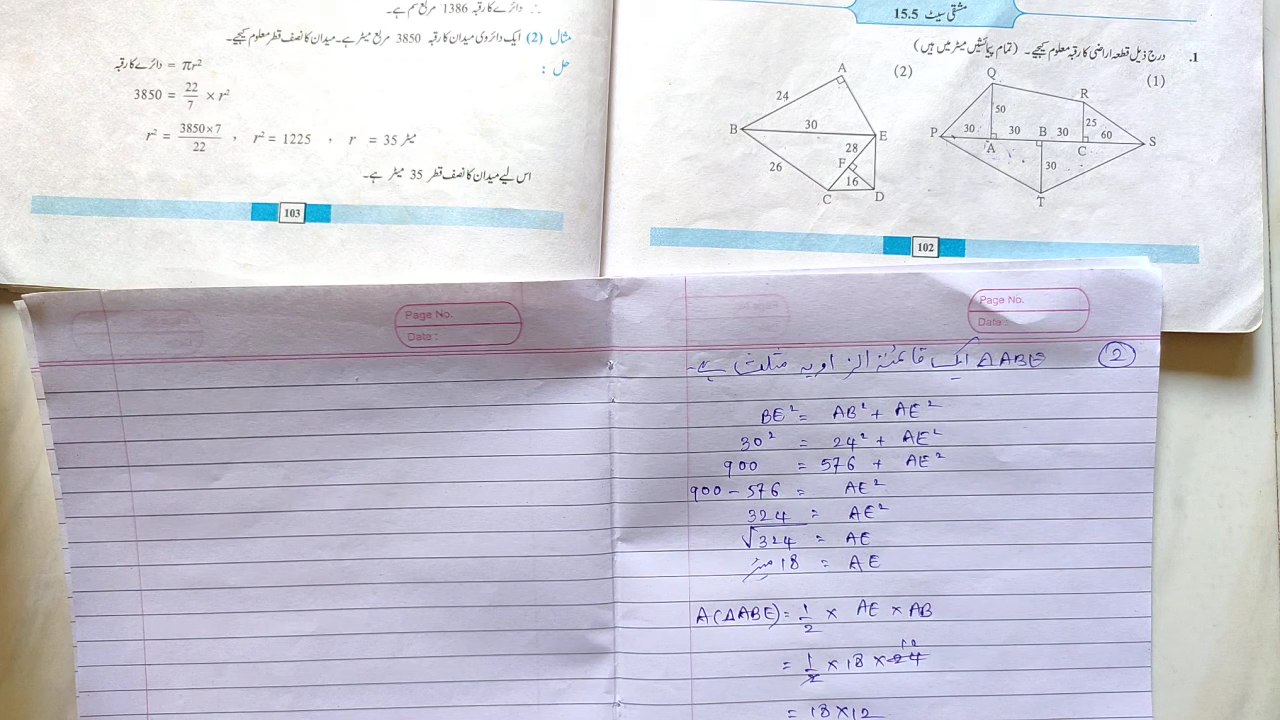 ∴ دائرے کا رقبہ 1386 مربع سم ہے۔
مثال (2) ایک دائروی میدان کا رقبہ 3850 مربع میٹر ہے۔ میدان کا نصف قطر معلوم کیجیے۔
حل :
دائرے کا رقبہ = πr²
3850 = 22/7 × r²
r² = 3850×7/22 , r² = 1225 , r = 35 میٹر
اس لیے میدان کا نصف قطر 35 میٹر ہے۔
103
مشقی سیٹ 15.5
1. درج ذیل قطعہ اراضی کا رقبہ معلوم کیجیے۔ (تمام پیمائشیں میٹر میں ہیں)
(1)
Q
R
50
25
P 30 30 B 30 60 S
A C
30
T
(2)
A
24
B 30 E
28
26 F
16
C D
102
Page No.
Date :
Page No.
Date :
(2) ΔABE ایک قائمۃ الزاویہ مثلث ہے۔
BE² = AB² + AE²
30² = 24² + AE²
900 = 576 + AE²
900 - 576 = AE²
324 = AE²
√324 = AE
18 میٹر = AE
A(ΔABE) = 1/2 × AE × AB
= 1/2 × 18 × 24 12
= 18 × 12